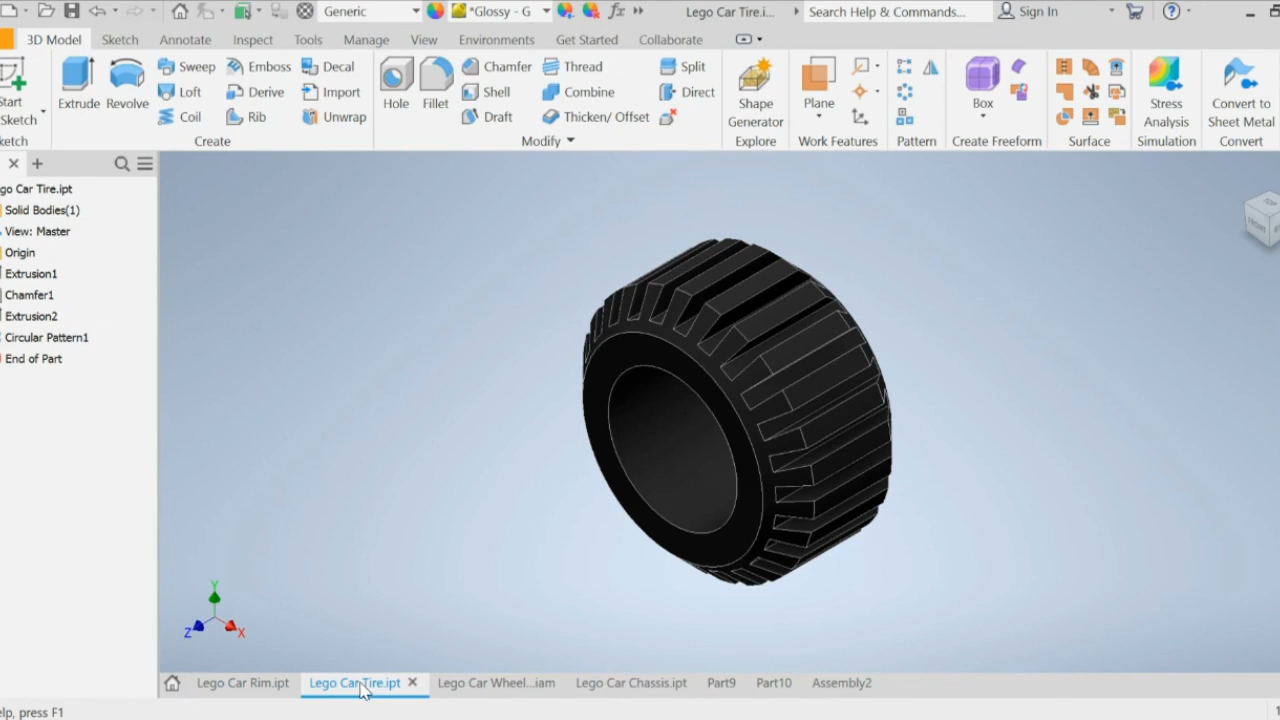 Generic
*Glossy - G
fx
Lego Car Tire.i...
Search Help & Commands...
Sign In
3D Model Sketch Annotate Inspect Tools Manage View Environments Get Started Collaborate
Start
Sketch
Extrude
Revolve
Sweep
Loft
Coil
Emboss
Derive
Rib
Decal
Import
Unwrap
Hole
Fillet
Chamfer
Shell
Draft
Thread
Combine
Thicken/ Offset
Split
Direct
Shape
Generator
Plane
Box
Stress
Analysis
Convert to
Sheet Metal
ketch
Create
Modify
Explore
Work Features
Pattern
Create Freeform
Surface
Simulation
Convert
ego Car Tire.ipt
Solid Bodies(1)
View: Master
Origin
Extrusion1
Chamfer1
Extrusion2
Circular Pattern1
End of Part
TOP
FRONT
Y
Z
X
Lego Car Rim.ipt Lego Car Tire.ipt Lego Car Wheel...iam Lego Car Chassis.ipt Part9 Part10 Assembly2
elp, press F1